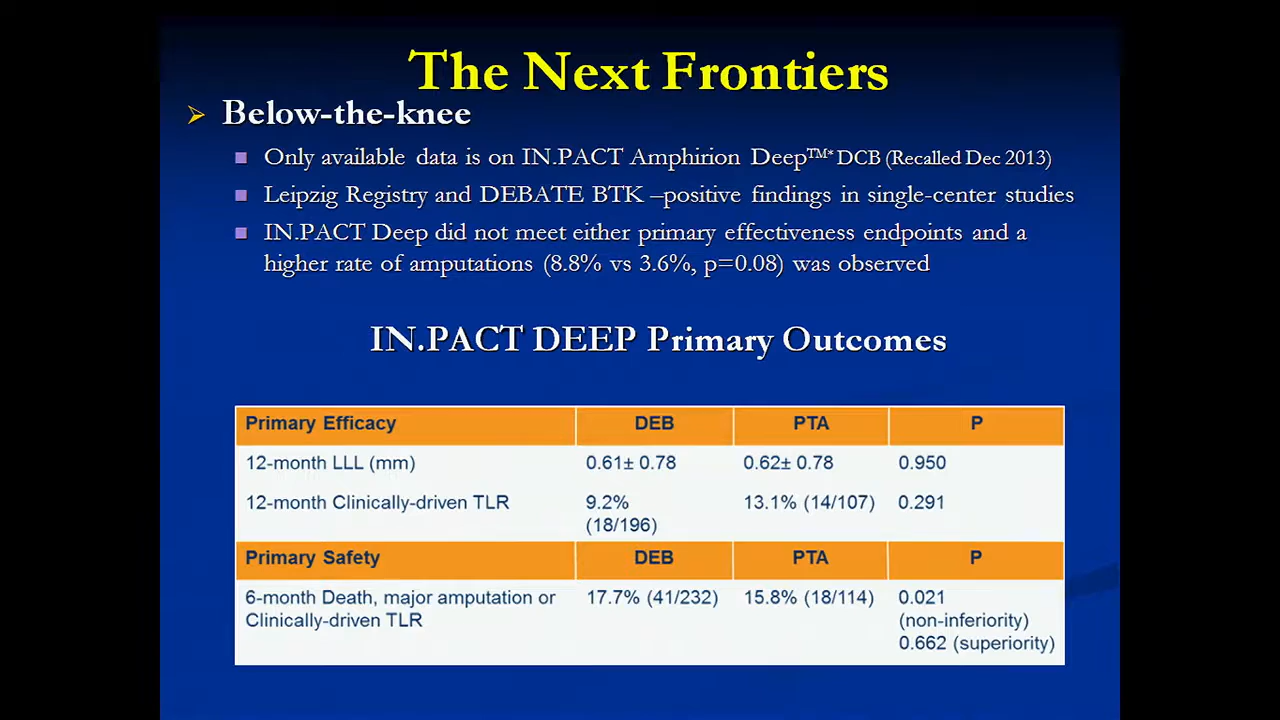 The Next Frontiers
Below-the-knee
Only available data is on IN.PACT Amphirion Deep™* DCB (Recalled Dec 2013)
Leipzig Registry and DEBATE BTK –positive findings in single-center studies
IN.PACT Deep did not meet either primary effectiveness endpoints and a
higher rate of amputations (8.8% vs 3.6%, p=0.08) was observed
IN.PACT DEEP Primary Outcomes
Primary Efficacy DEB PTA P
12-month LLL (mm) 0.61± 0.78 0.62± 0.78 0.950
12-month Clinically-driven TLR 9.2% 13.1% (14/107) 0.291
(18/196)
Primary Safety DEB PTA P
6-month Death, major amputation or 17.7% (41/232) 15.8% (18/114) 0.021
Clinically-driven TLR (non-inferiority)
0.662 (superiority)